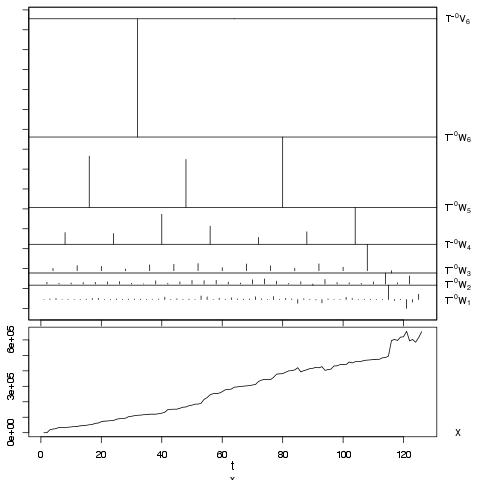 T⁻⁰V₆
T⁻⁰W₆
T⁻⁰W₅
T⁻⁰W₄
T⁻⁰W₃
T⁻⁰W₂
T⁻⁰W₁
6e+05
3e+05
0e+00
X
0 20 40 60 80 100 120
t
x